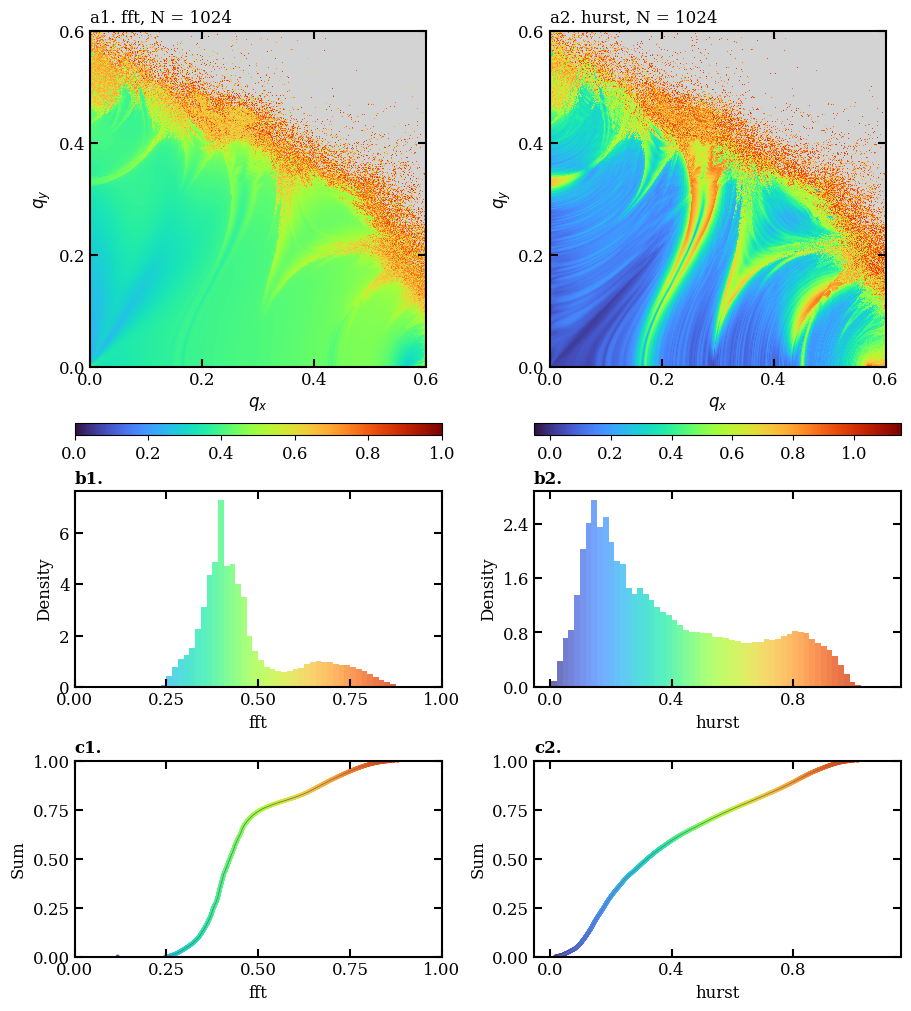 a1. fft, N = 1024
a2. hurst, N = 1024
0.6
0.4
0.2
0.0
q_y
0.0 0.2 0.4 0.6
q_x
0.6
0.4
0.2
0.0
q_y
0.0 0.2 0.4 0.6
q_x
0.0 0.2 0.4 0.6 0.8 1.0
0.0 0.2 0.4 0.6 0.8 1.0
b1.
6
4
2
0
Density
0.00 0.25 0.50 0.75 1.00
fft
b2.
2.4
1.6
0.8
0.0
Density
0.0 0.4 0.8
hurst
c1.
1.00
0.75
0.50
0.25
0.00
Sum
0.00 0.25 0.50 0.75 1.00
fft
c2.
1.00
0.75
0.50
0.25
0.00
Sum
0.0 0.4 0.8
hurst